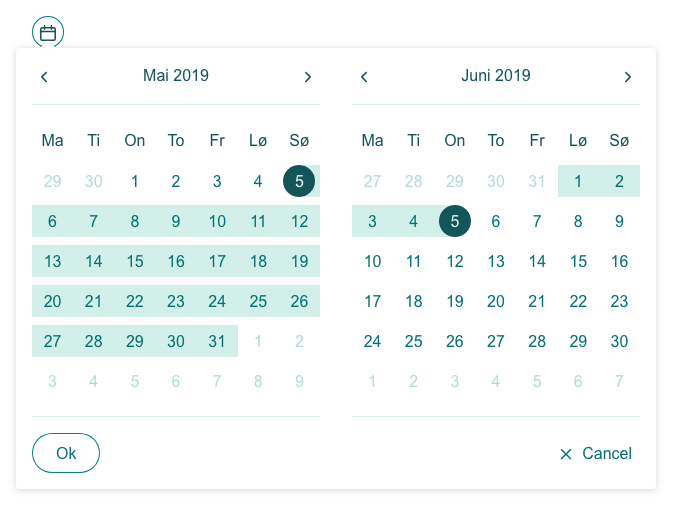 Mai 2019
Ma Ti On To Fr Lø Sø
29 30 1 2 3 4 5
6 7 8 9 10 11 12
13 14 15 16 17 18 19
20 21 22 23 24 25 26
27 28 29 30 31 1 2
3 4 5 6 7 8 9
Juni 2019
Ma Ti On To Fr Lø Sø
27 28 29 30 31 1 2
3 4 5 6 7 8 9
10 11 12 13 14 15 16
17 18 19 20 21 22 23
24 25 26 27 28 29 30
1 2 3 4 5 6 7
Ok
Cancel